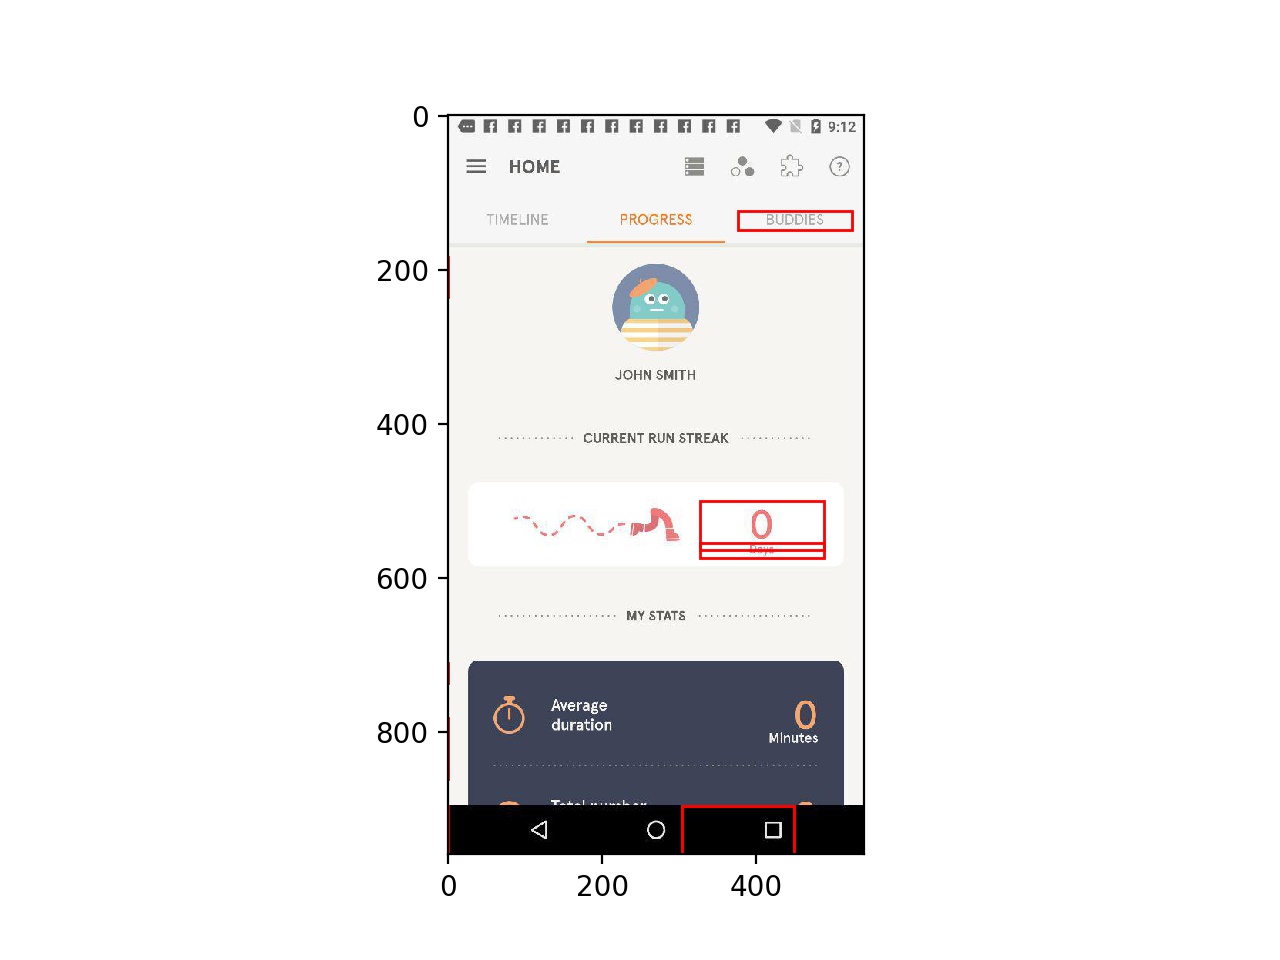 0
9:12
HOME
?
TIMELINE PROGRESS BUDDIES
200
JOHN SMITH
400
CURRENT RUN STREAK
0
Days
600
MY STATS
Average
duration
0
Minutes
800
Total number
0 200 400